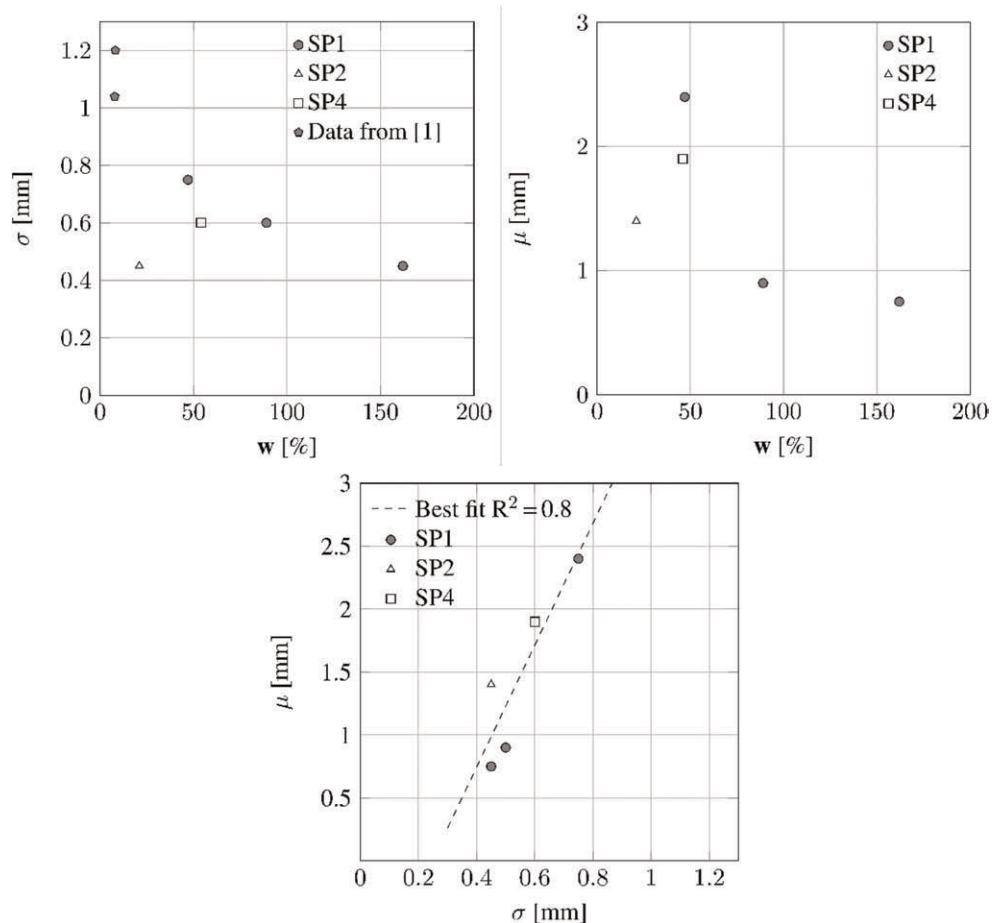 1.2
1
0.8
0.6
0.4
0.2
0
σ [mm]
0 50 100 150 200
w [%]
SP1
SP2
SP4
Data from [1]
3
2
1
0
μ [mm]
0 50 100 150 200
w [%]
SP1
SP2
SP4
3
2.5
2
1.5
1
0.5
μ [mm]
0 0.2 0.4 0.6 0.8 1 1.2
σ [mm]
Best fit R² = 0.8
SP1
SP2
SP4